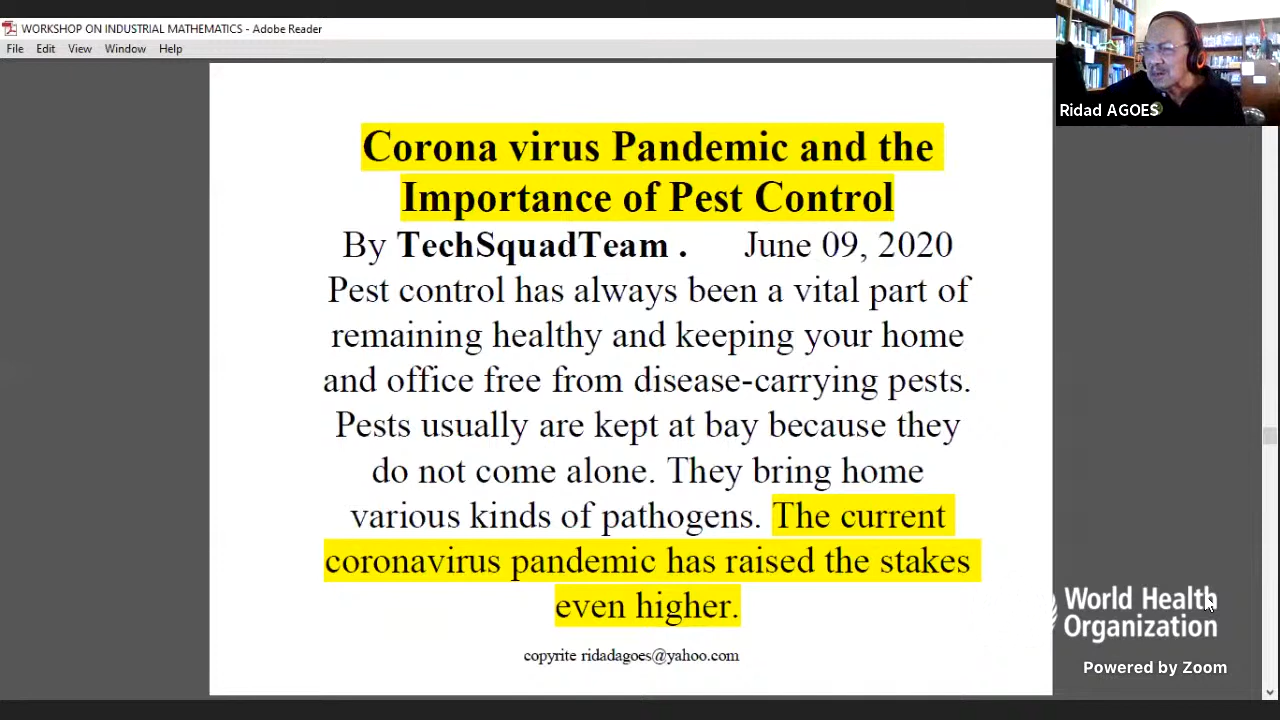 WORKSHOP ON INDUSTRIAL MATHEMATICS - Adobe Reader
File Edit View Window Help
Ridad AGOES
Corona virus Pandemic and the
Importance of Pest Control
By TechSquadTeam . June 09, 2020
Pest control has always been a vital part of
remaining healthy and keeping your home
and office free from disease-carrying pests.
Pests usually are kept at bay because they
do not come alone. They bring home
various kinds of pathogens. The current
coronavirus pandemic has raised the stakes
even higher.
copyrite ridadagoes@yahoo.com
World Health
Organization
Powered by Zoom